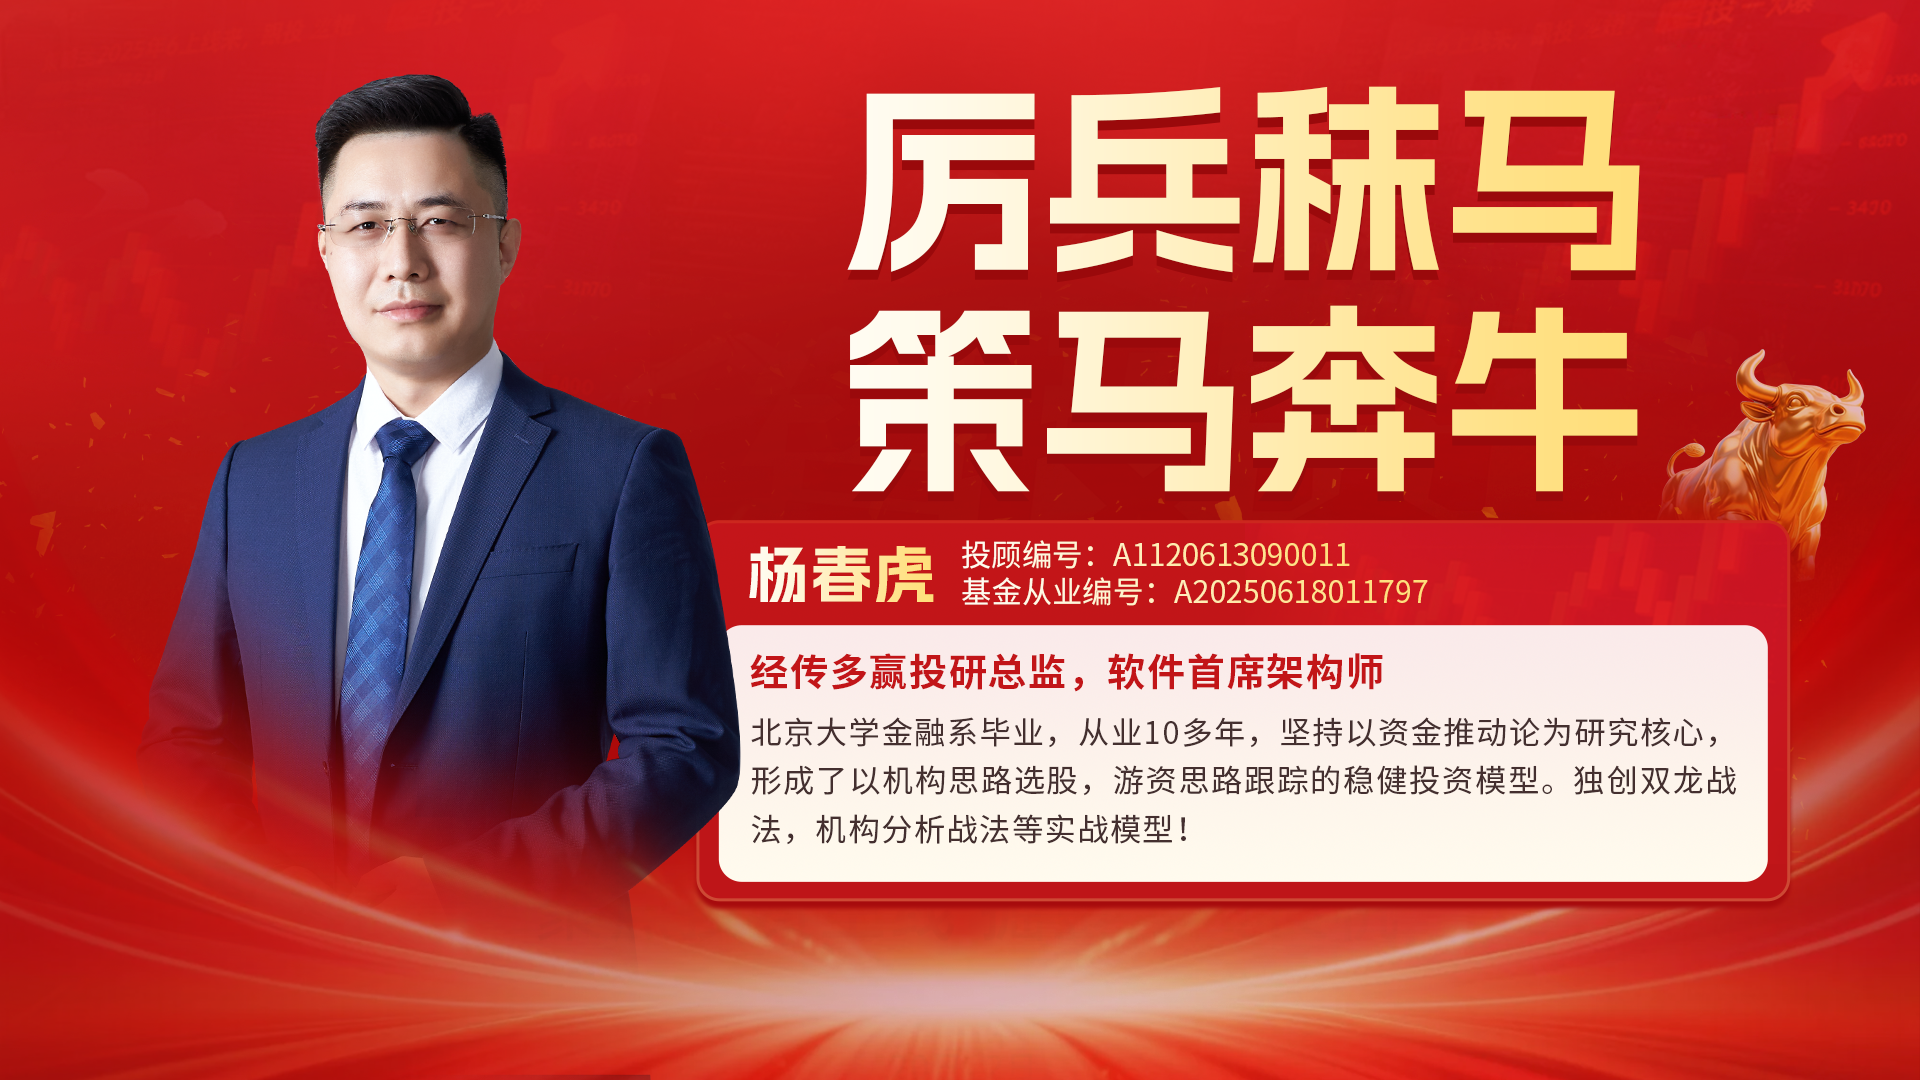 厉兵秣马
策马奔牛
杨春虎
投顾编号：A1120613090011
基金从业编号：A20250618011797
经传多赢投研总监，软件首席架构师
北京大学金融系毕业，从业10多年，坚持以资金推动论为研究核心，
形成了以机构思路选股，游资思路跟踪的稳健投资模型。独创双龙战
法，机构分析战法等实战模型！